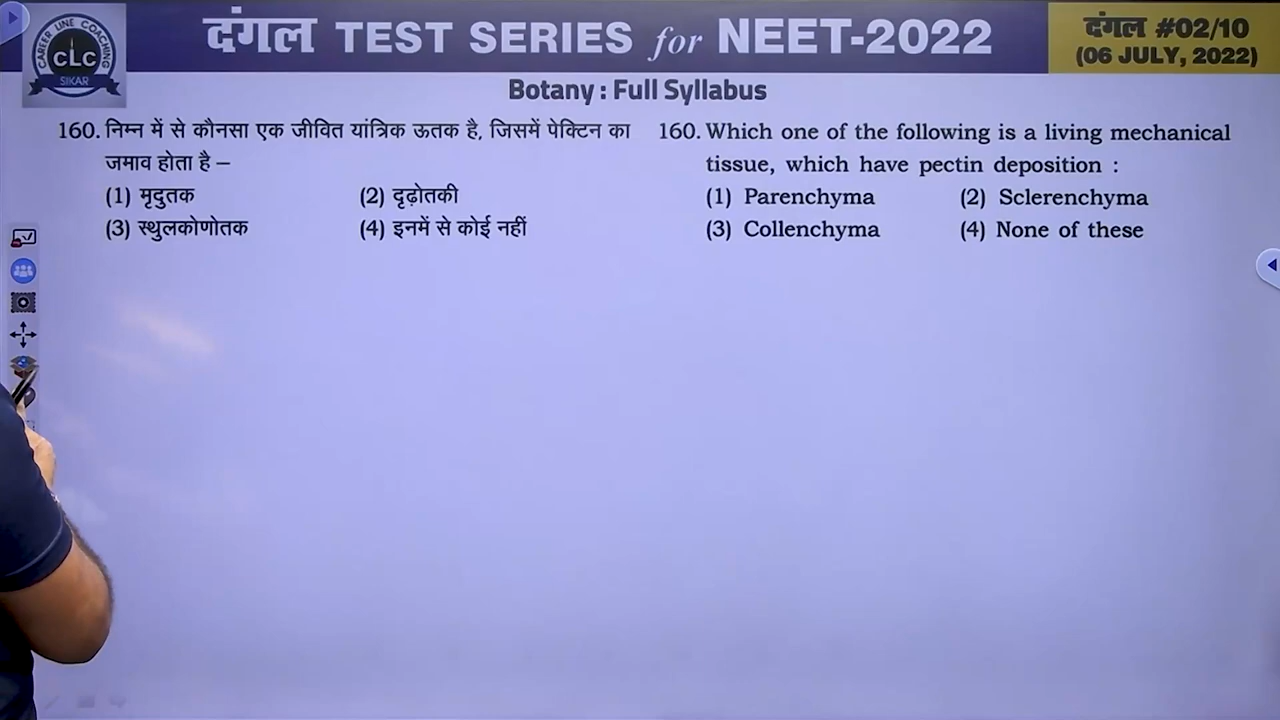 CAREER LINE COACHING
CLC
SIKAR
दंगल TEST SERIES for NEET-2022
दंगल #02/10
(06 JULY, 2022)
Botany : Full Syllabus
160. निम्न में से कौनसा एक जीवित यांत्रिक ऊतक है, जिसमें पेक्टिन का
जमाव होता है –
(1) मृदुतक (2) दृढ़ोतकी
(3) स्थुलकोणोतक (4) इनमें से कोई नहीं
160. Which one of the following is a living mechanical
tissue, which have pectin deposition :
(1) Parenchyma (2) Sclerenchyma
(3) Collenchyma (4) None of these